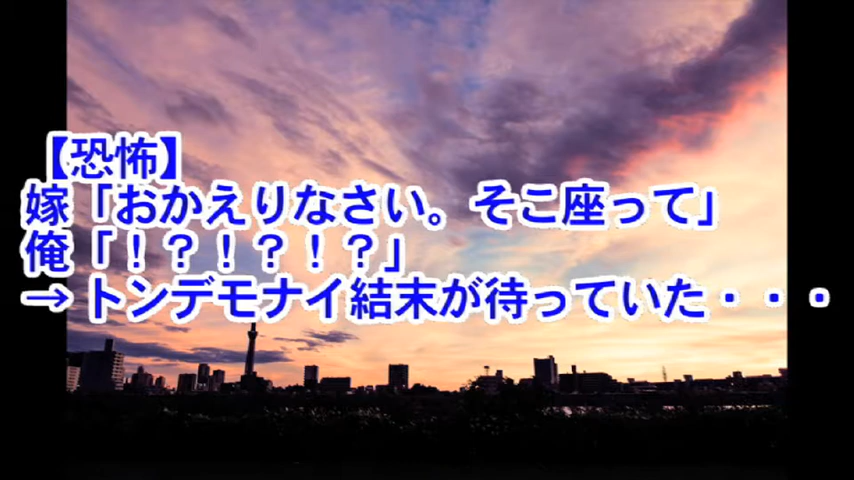 【恐怖】
嫁「おかえりなさい。そこ座って」
俺「！？！？！？」
→トンデモナイ結末が待っていた・・・